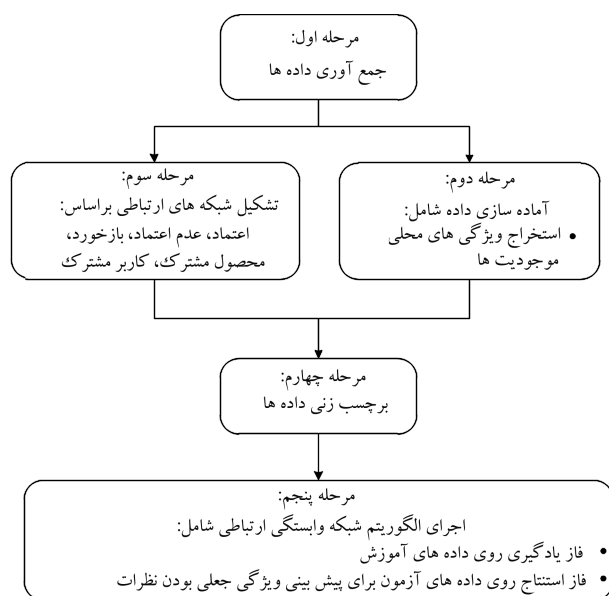 مرحله اول:
جمع آوری داده ها
مرحله دوم:
آماده سازی داده شامل:
• استخراج ویژگی های محلی
موجودیت ها
مرحله سوم:
تشکیل شبکه های ارتباطی براساس:
اعتماد، عدم اعتماد، بازخورد،
محصول مشترک، کاربر مشترک
مرحله چهارم:
برچسب زنی داده ها
مرحله پنجم:
اجرای الگوریتم شبکه وابستگی ارتباطی شامل:
• فاز یادگیری روی داده های آموزش
• فاز استنتاج روی داده های آزمون برای پیش بینی ویژگی جعلی بودن نظرات